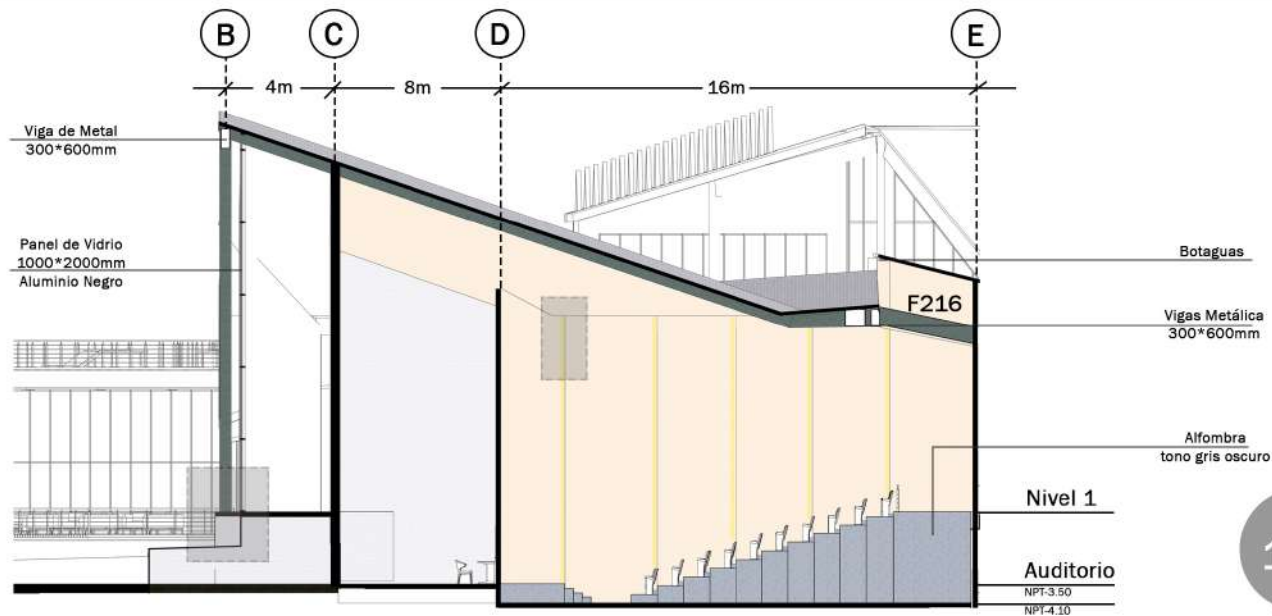 B
C
D
E
4m
8m
16m
Viga de Metal
300*600mm
Panel de Vidrio
1000*2000mm
Aluminio Negro
Botaguas
F216
Vigas Metálica
300*600mm
Alfombra
tono gris oscuro
Nivel 1
Auditorio
NPT-3.50
NPT-4.10